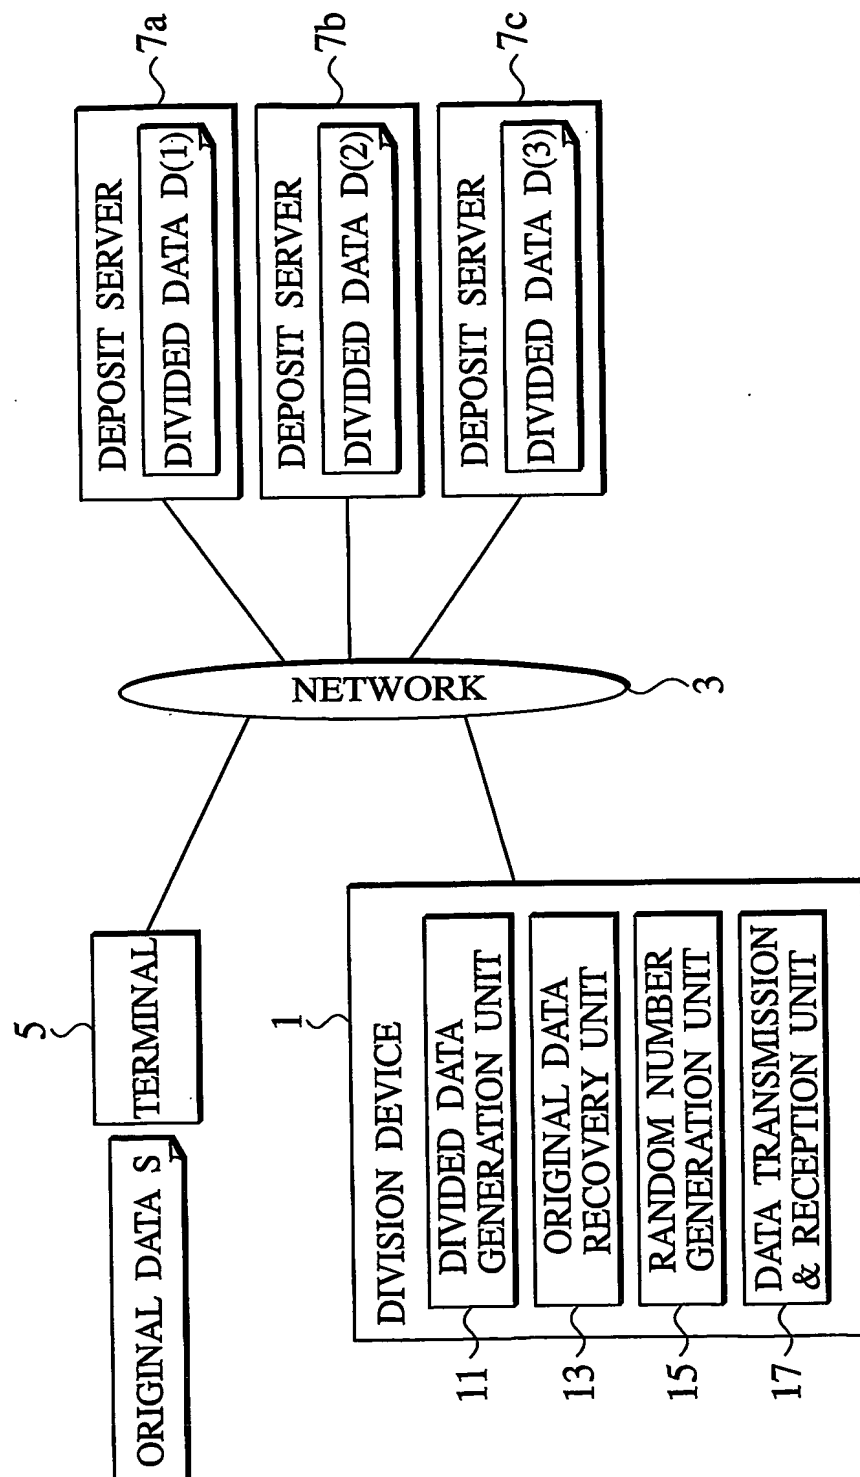 ORIGINAL DATA S
5
TERMINAL
1
DIVISION DEVICE
11
DIVIDED DATA
GENERATION UNIT
13
ORIGINAL DATA
RECOVERY UNIT
15
RANDOM NUMBER
GENERATION UNIT
17
DATA TRANSMISSION
& RECEPTION UNIT
NETWORK
3
DEPOSIT SERVER
7a
DIVIDED DATA D(1)
DEPOSIT SERVER
7b
DIVIDED DATA D(2)
DEPOSIT SERVER
7c
DIVIDED DATA D(3)